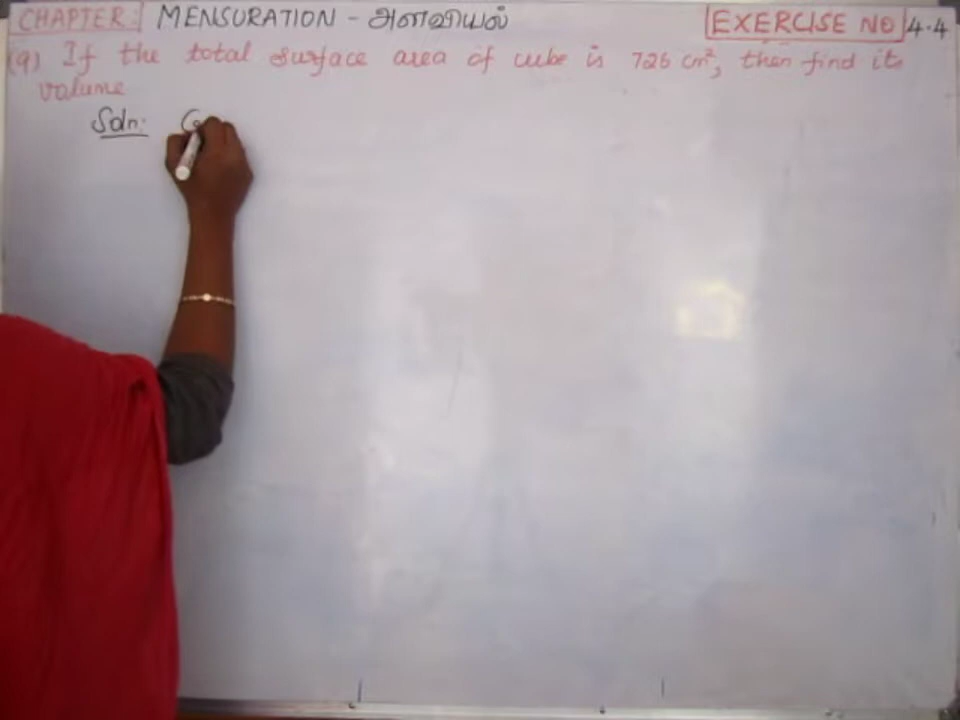 CHAPTER: MENSURATION - அளவியல் EXERCISE NO 4.4
(9) If the total surface area of cube is 726 cm², then find its
volume
Soln: G